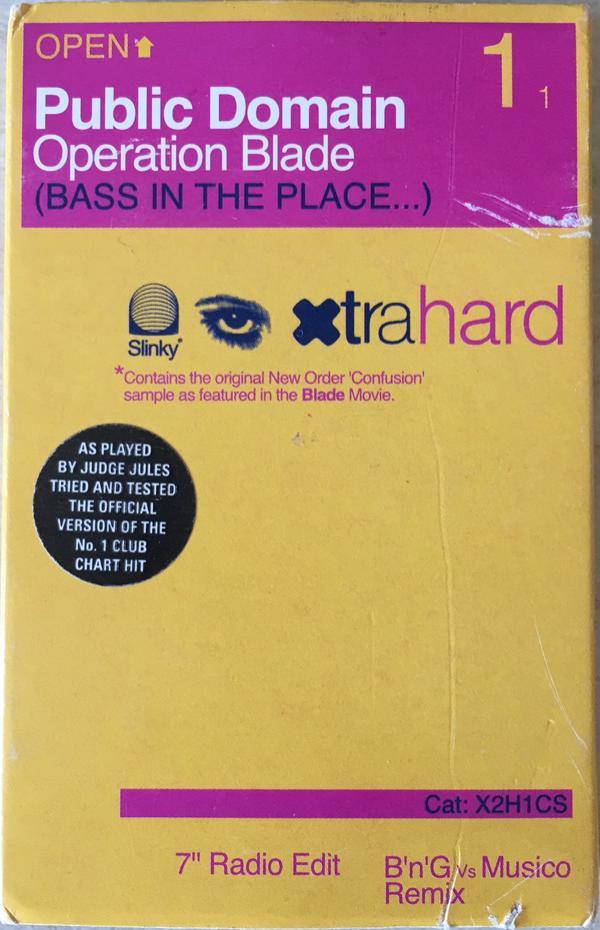 OPEN
1 1
Public Domain
Operation Blade
(BASS IN THE PLACE...)
Slinky
xtrahard
*Contains the original New Order 'Confusion'
sample as featured in the Blade Movie.
AS PLAYED
BY JUDGE JULES
TRIED AND TESTED
THE OFFICIAL
VERSION OF THE
No. 1 CLUB
CHART HIT
Cat: X2H1CS
7" Radio Edit
B'n'G Vs Musico
Remix